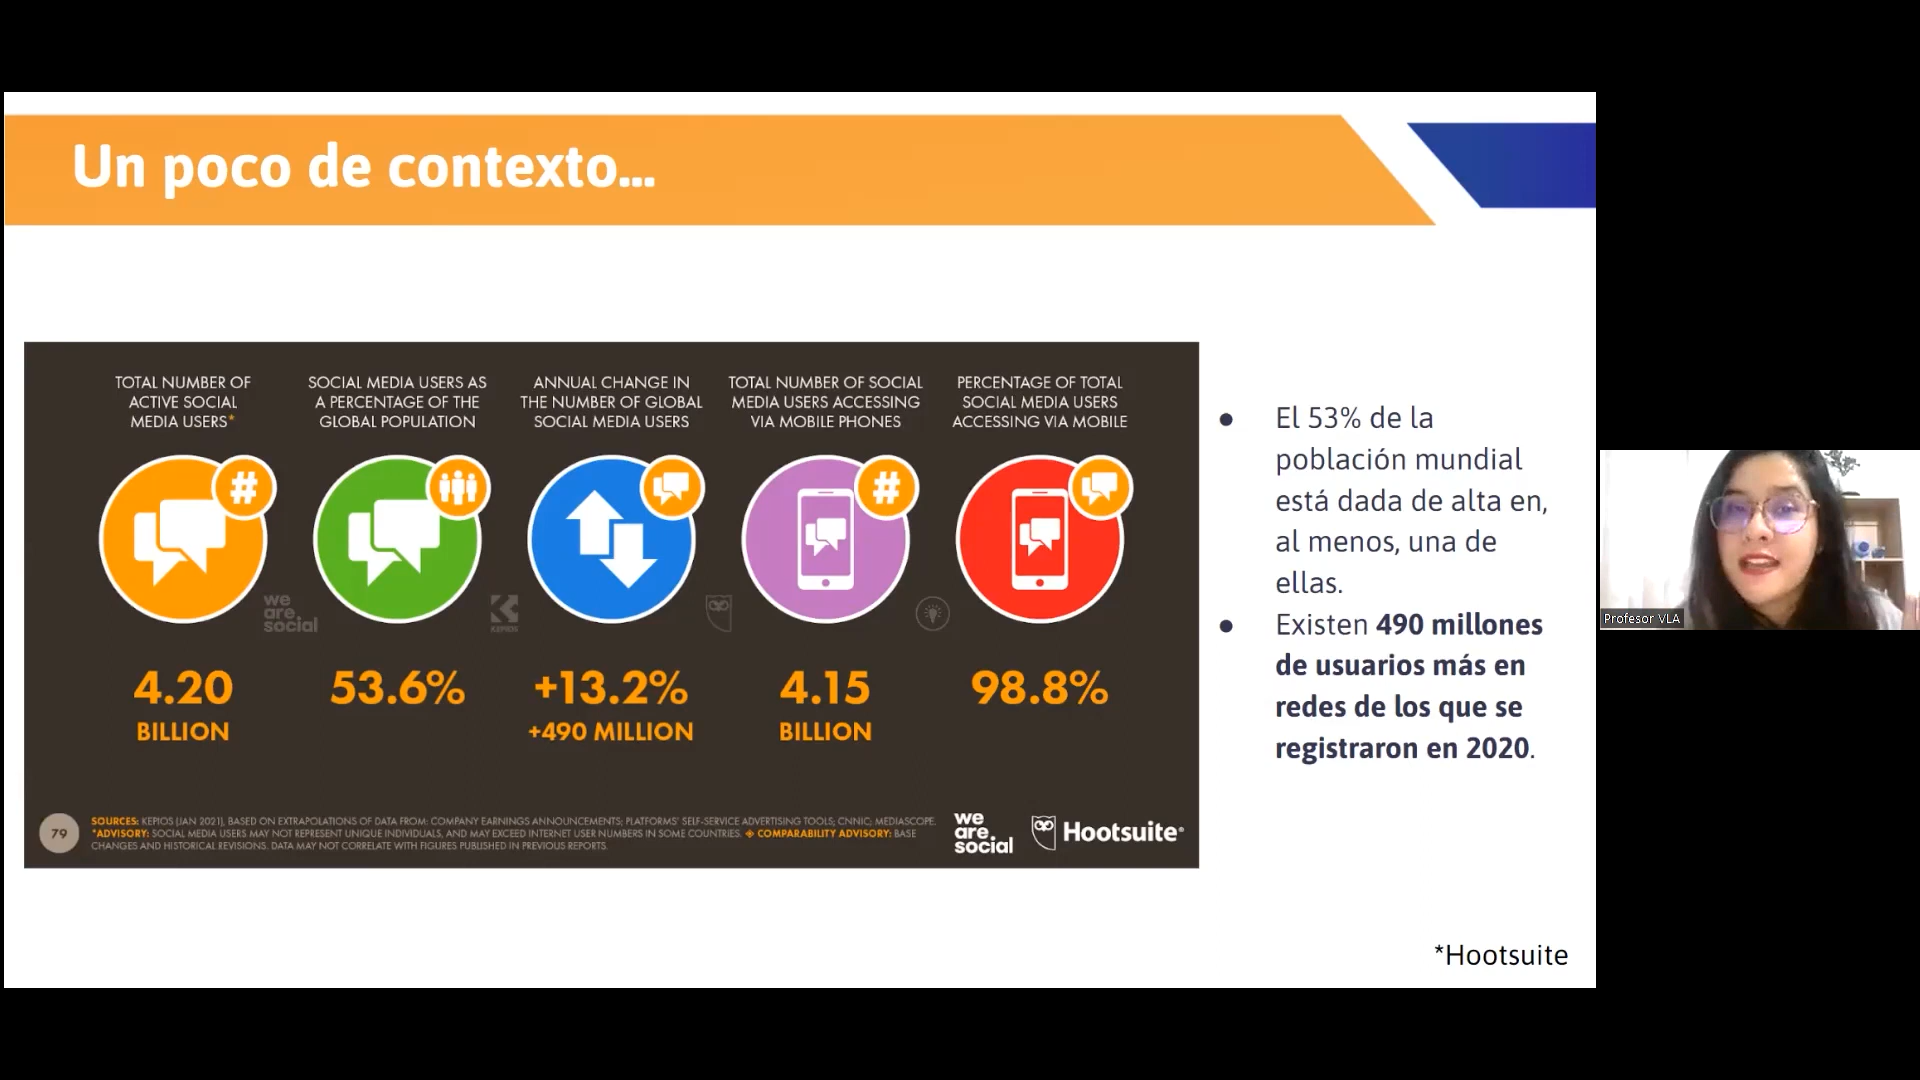 Un poco de contexto...
TOTAL NUMBER OF
ACTIVE SOCIAL
MEDIA USERS*
SOCIAL MEDIA USERS AS
A PERCENTAGE OF THE
GLOBAL POPULATION
ANNUAL CHANGE IN
THE NUMBER OF GLOBAL
SOCIAL MEDIA USERS
TOTAL NUMBER OF SOCIAL
MEDIA USERS ACCESSING
VIA MOBILE PHONES
PERCENTAGE OF TOTAL
SOCIAL MEDIA USERS
ACCESSING VIA MOBILE
#
#
we
are
social
KEPIOS
4.20
BILLION
53.6%
+13.2%
+490 MILLION
4.15
BILLION
98.8%
79
SOURCES: KEPIOS (JAN 2021), BASED ON EXTRAPOLATIONS OF DATA FROM: COMPANY EARNINGS ANNOUNCEMENTS; PLATFORMS' SELF-SERVICE ADVERTISING TOOLS; CNNIC; MEDIASCOPE.
*ADVISORY: SOCIAL MEDIA USERS MAY NOT REPRESENT UNIQUE INDIVIDUALS, AND MAY EXCEED INTERNET USER NUMBERS IN SOME COUNTRIES. ◈ COMPARABILITY ADVISORY: BASE
CHANGES AND HISTORICAL REVISIONS. DATA MAY NOT CORRELATE WITH FIGURES PUBLISHED IN PREVIOUS REPORTS.
we
are
social
Hootsuite®
● El 53% de la
población mundial
está dada de alta en,
al menos, una de
ellas.
● Existen 490 millones
de usuarios más en
redes de los que se
registraron en 2020.
*Hootsuite
Profesor VLA